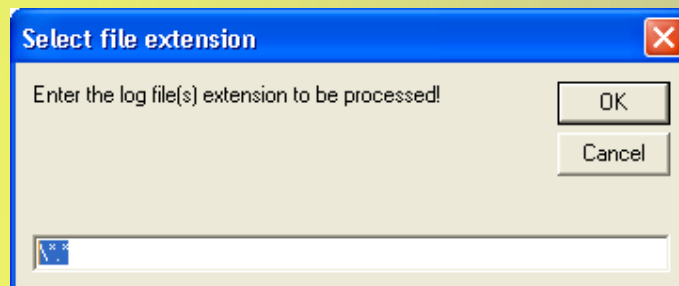 Select file extension
Enter the log file(s) extension to be processed!
OK
Cancel
\*.*